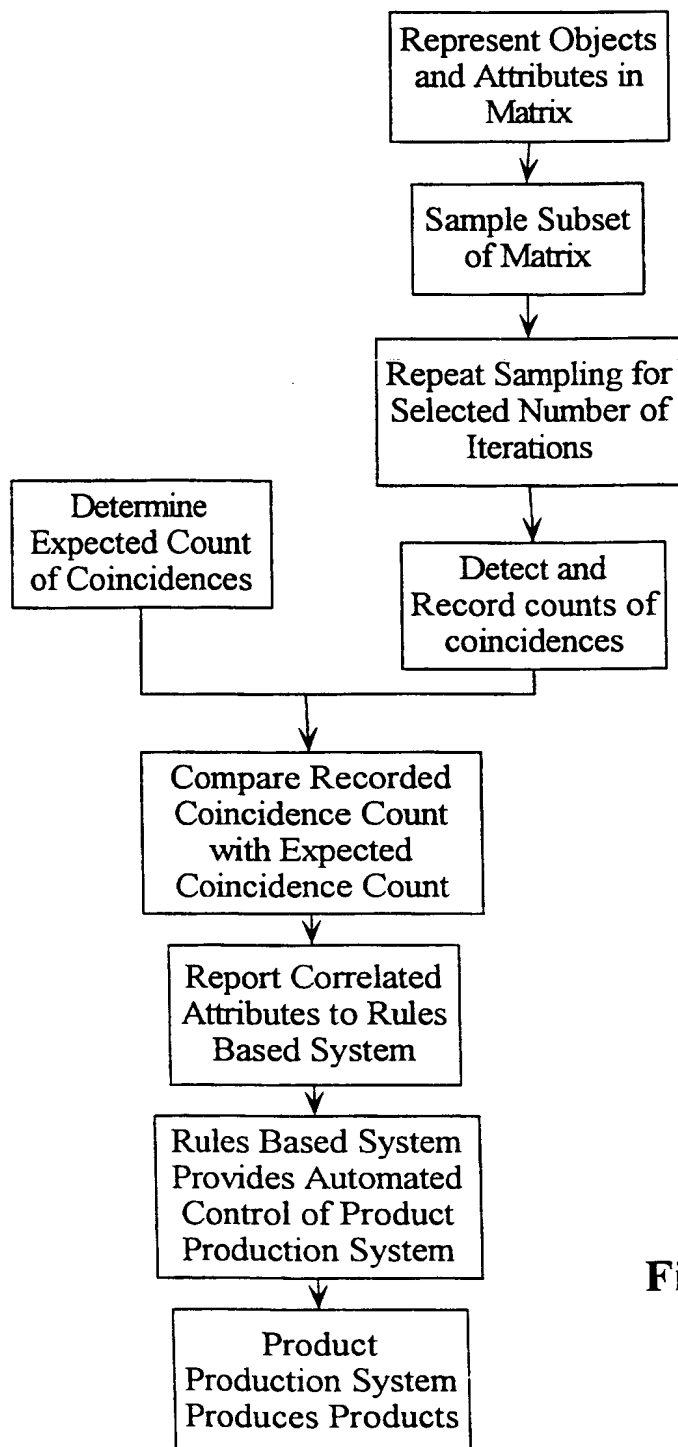 Represent Objects
and Attributes in
Matrix
Sample Subset
of Matrix
Repeat Sampling for
Selected Number of
Iterations
Determine
Expected Count
of Coincidences
Detect and
Record counts of
coincidences
Compare Recorded
Coincidence Count
with Expected
Coincidence Count
Report Correlated
Attributes to Rules
Based System
Rules Based System
Provides Automated
Control of Product
Production System
Product
Production System
Produces Products